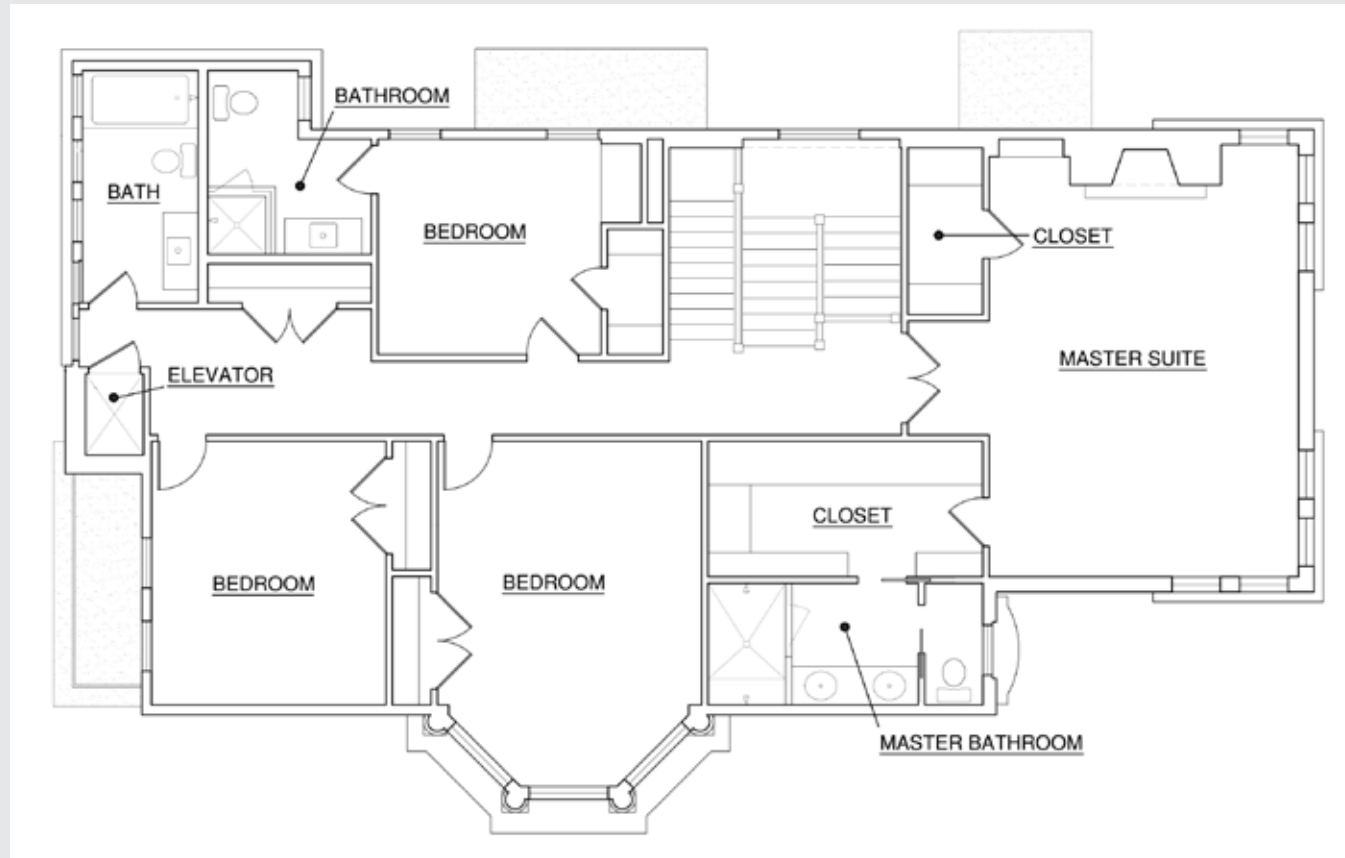 BATHROOM
BATH
BEDROOM
CLOSET
MASTER SUITE
ELEVATOR
CLOSET
BEDROOM
BEDROOM
MASTER BATHROOM